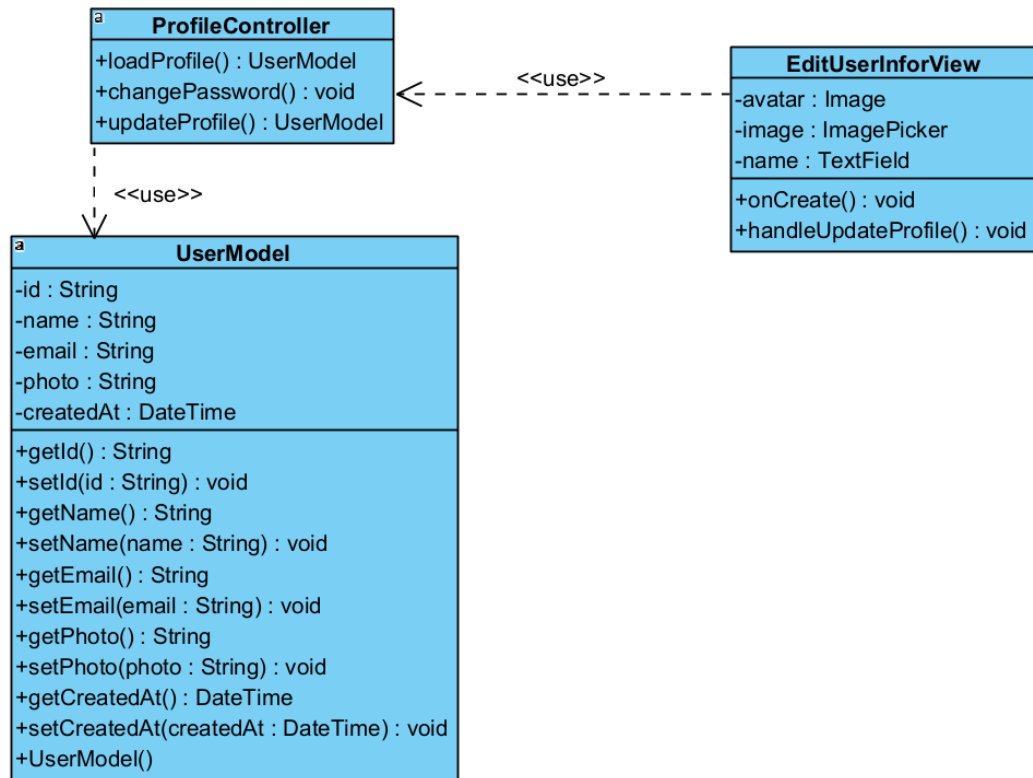 a
ProfileController
+loadProfile() : UserModel
+changePassword() : void
+updateProfile() : UserModel
<<use>>
EditUserInforView
-avatar : Image
-image : ImagePicker
-name : TextField
+onCreate() : void
+handleUpdateProfile() : void
<<use>>
a
UserModel
-id : String
-name : String
-email : String
-photo : String
-createdAt : DateTime
+getId() : String
+setId(id : String) : void
+getName() : String
+setName(name : String) : void
+getEmail() : String
+setEmail(email : String) : void
+getPhoto() : String
+setPhoto(photo : String) : void
+getCreatedAt() : DateTime
+setCreatedAt(createdAt : DateTime) : void
+UserModel()